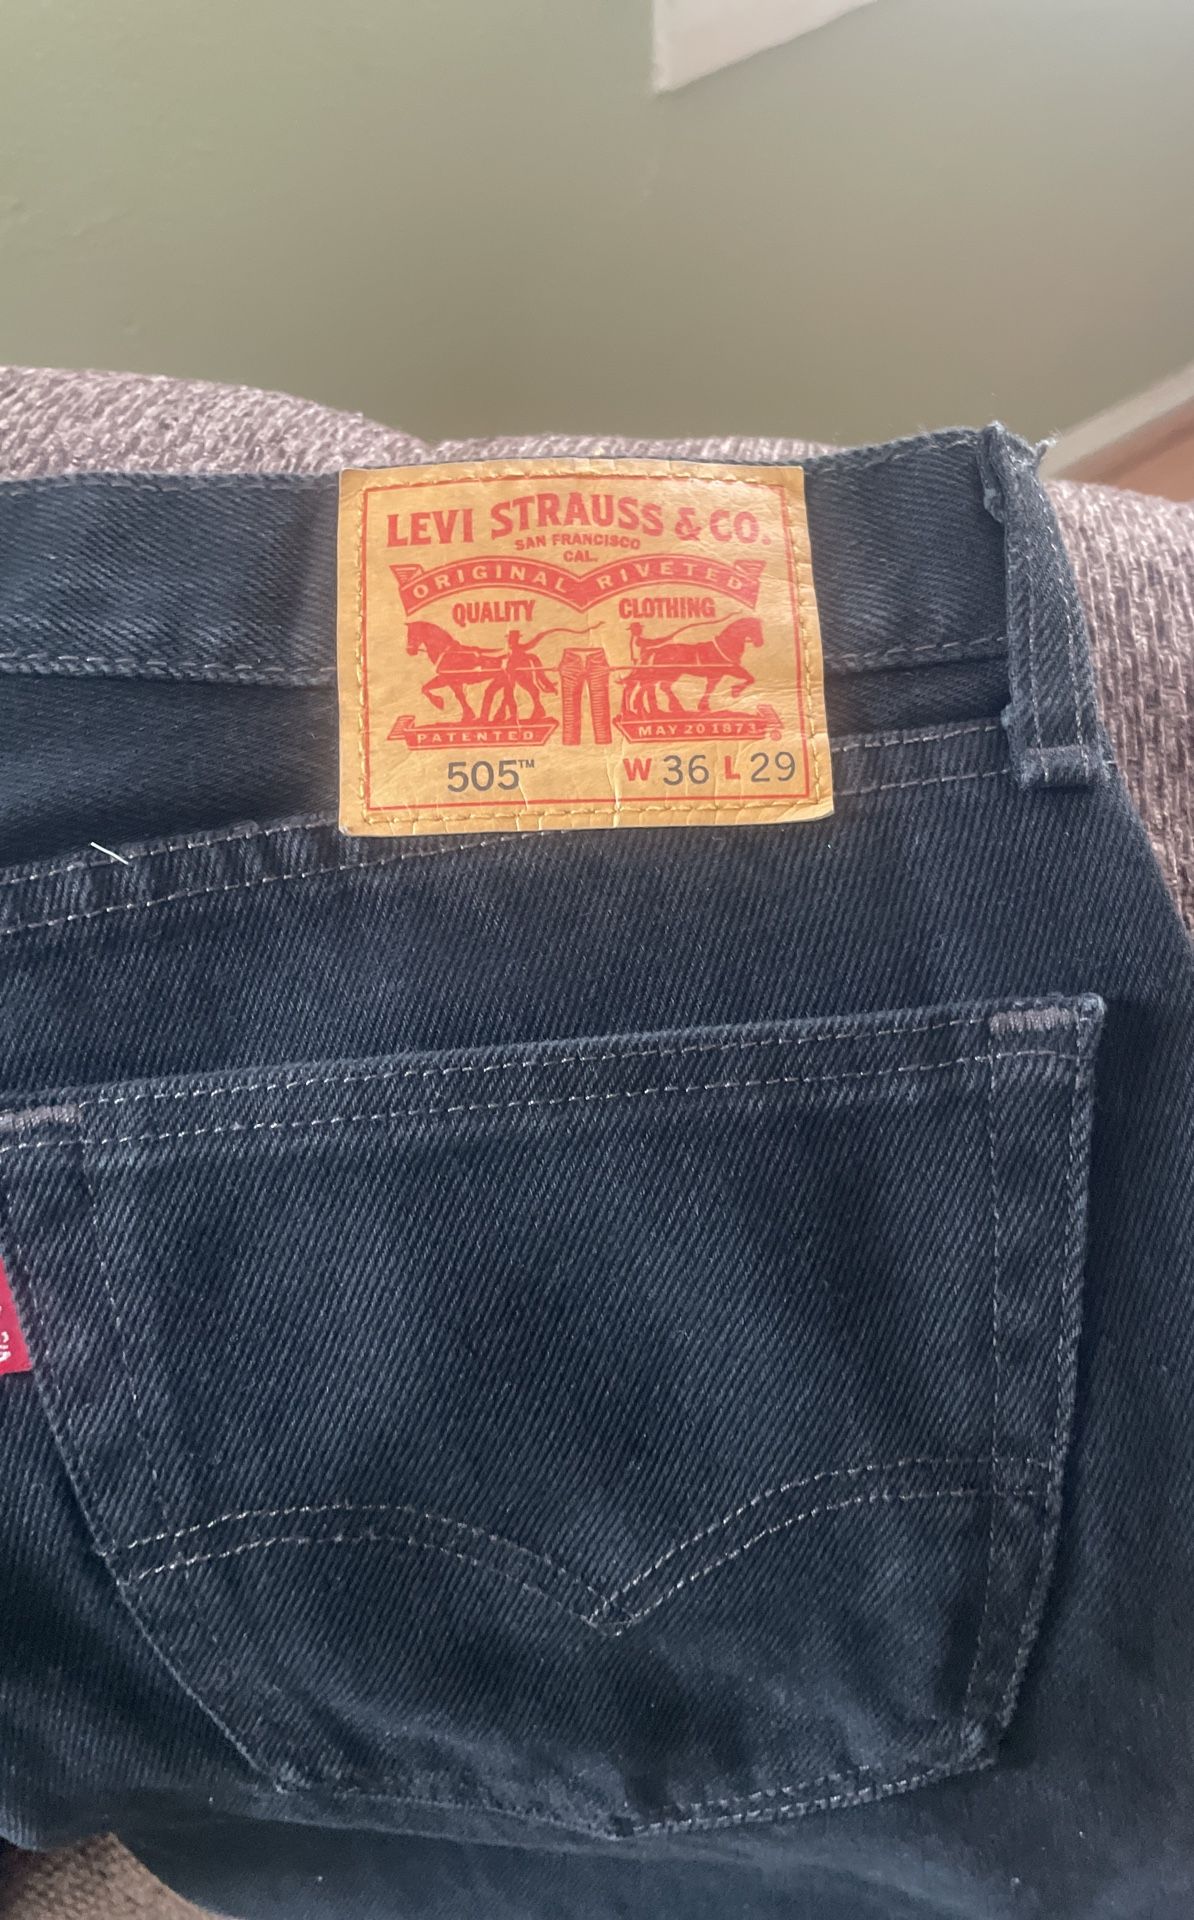 LEVI STRAUSS & CO.
SAN FRANCISCO
CAL.
ORIGINAL RIVETED
QUALITY CLOTHING
PATENTED MAY 20 1873 ®
505™ W 36 L 29